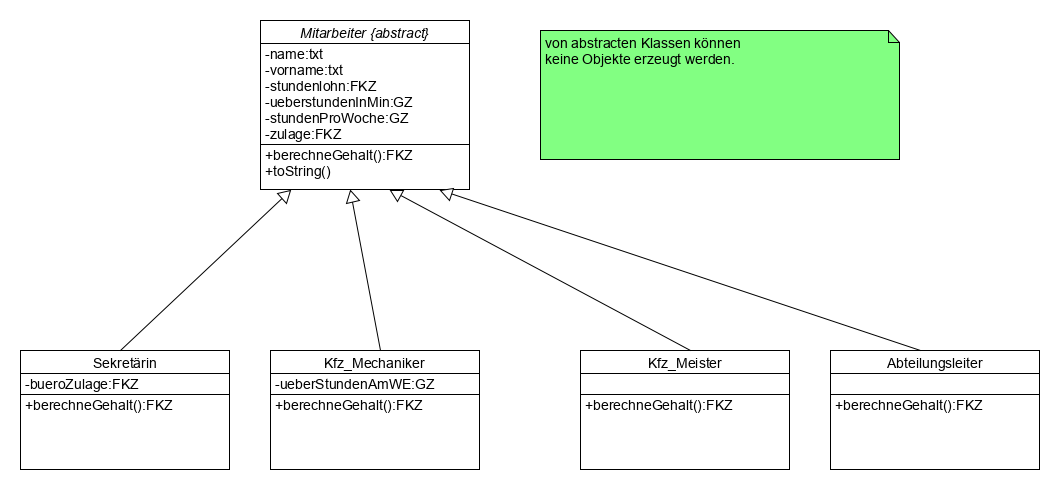 Mitarbeiter {abstract}
-name:txt
-vorname:txt
-stundenlohn:FKZ
-ueberstundenInMin:GZ
-stundenProWoche:GZ
-zulage:FKZ
+berechneGehalt():FKZ
+toString()
von abstracten Klassen können
keine Objekte erzeugt werden.
Sekretärin
-bueroZulage:FKZ
+berechneGehalt():FKZ
Kfz_Mechaniker
-ueberStundenAmWE:GZ
+berechneGehalt():FKZ
Kfz_Meister
+berechneGehalt():FKZ
Abteilungsleiter
+berechneGehalt():FKZ